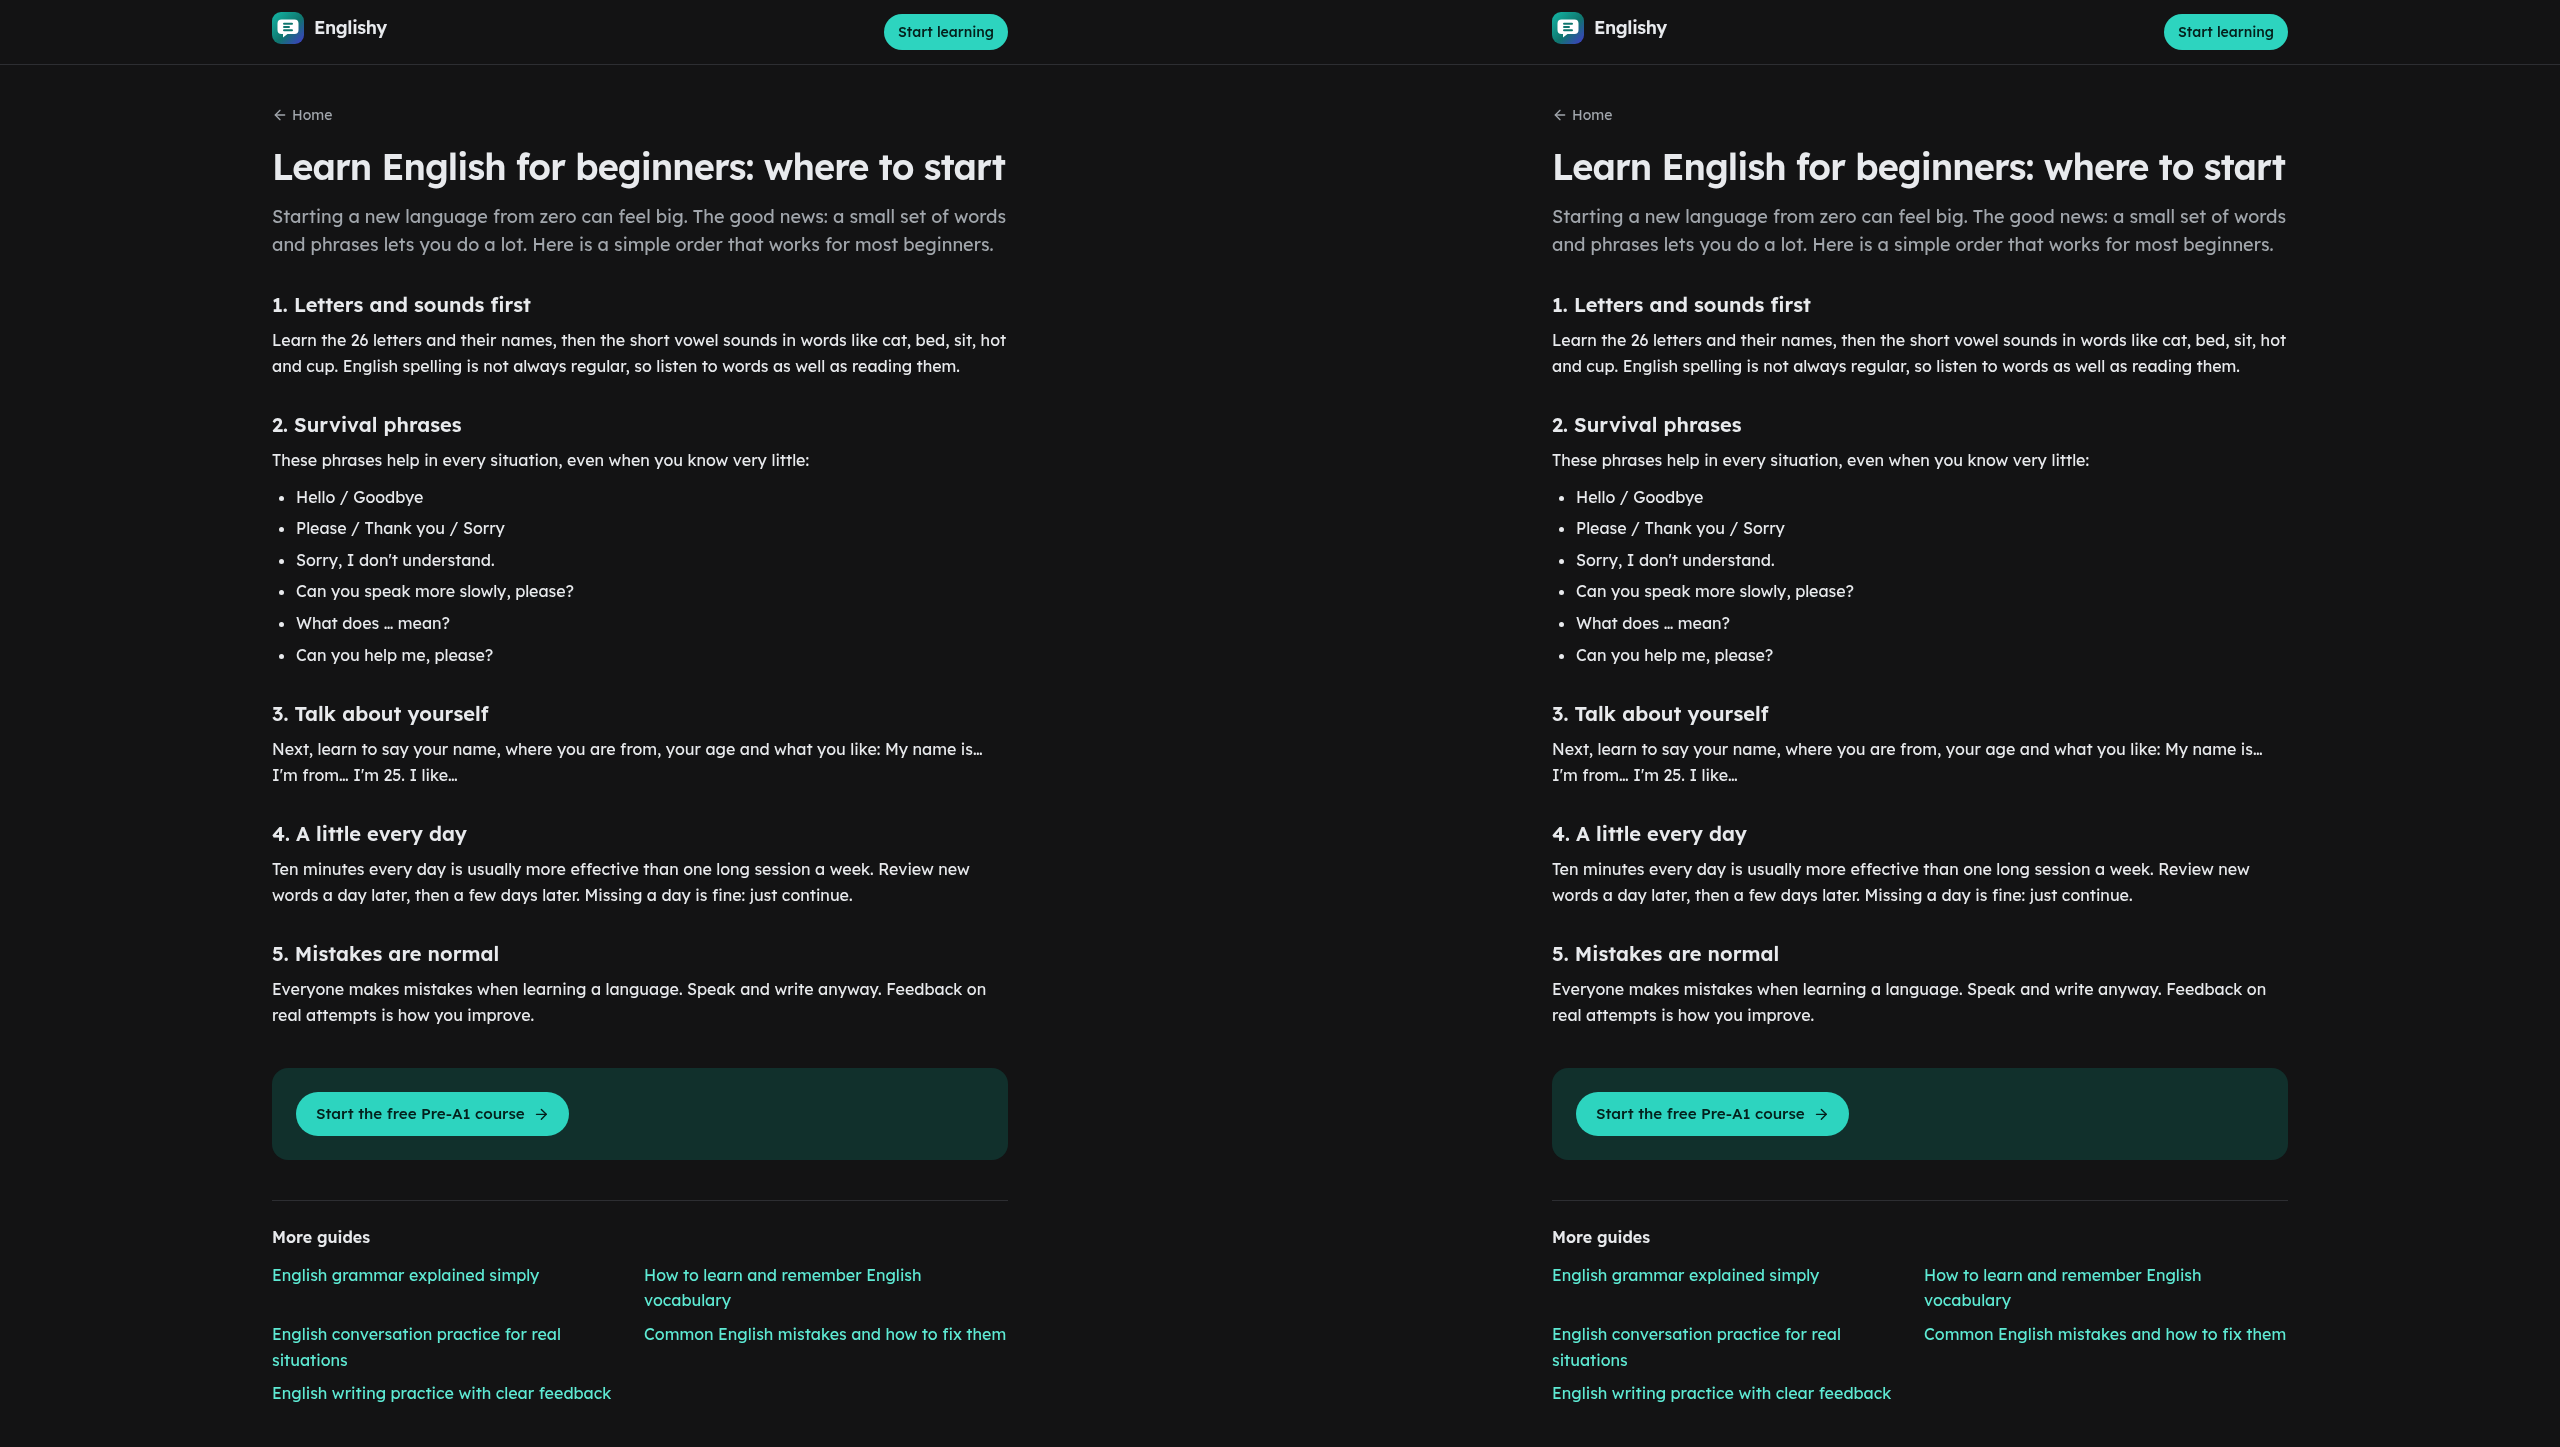 Englishy
Start learning
Home
Learn English for beginners: where to start
Starting a new language from zero can feel big. The good news: a small set of words
and phrases lets you do a lot. Here is a simple order that works for most beginners.
1. Letters and sounds first
Learn the 26 letters and their names, then the short vowel sounds in words like cat, bed, sit, hot
and cup. English spelling is not always regular, so listen to words as well as reading them.
2. Survival phrases
These phrases help in every situation, even when you know very little:
Hello / Goodbye
Please / Thank you / Sorry
Sorry, I don't understand.
Can you speak more slowly, please?
What does … mean?
Can you help me, please?
3. Talk about yourself
Next, learn to say your name, where you are from, your age and what you like: My name is…
I'm from… I'm 25. I like…
4. A little every day
Ten minutes every day is usually more effective than one long session a week. Review new
words a day later, then a few days later. Missing a day is fine: just continue.
5. Mistakes are normal
Everyone makes mistakes when learning a language. Speak and write anyway. Feedback on
real attempts is how you improve.
Start the free Pre-A1 course
More guides
English grammar explained simply
How to learn and remember English
vocabulary
English conversation practice for real
situations
Common English mistakes and how to fix them
English writing practice with clear feedback
Englishy
Start learning
Home
Learn English for beginners: where to start
Starting a new language from zero can feel big. The good news: a small set of words
and phrases lets you do a lot. Here is a simple order that works for most beginners.
1. Letters and sounds first
Learn the 26 letters and their names, then the short vowel sounds in words like cat, bed, sit, hot
and cup. English spelling is not always regular, so listen to words as well as reading them.
2. Survival phrases
These phrases help in every situation, even when you know very little:
Hello / Goodbye
Please / Thank you / Sorry
Sorry, I don't understand.
Can you speak more slowly, please?
What does … mean?
Can you help me, please?
3. Talk about yourself
Next, learn to say your name, where you are from, your age and what you like: My name is…
I'm from… I'm 25. I like…
4. A little every day
Ten minutes every day is usually more effective than one long session a week. Review new
words a day later, then a few days later. Missing a day is fine: just continue.
5. Mistakes are normal
Everyone makes mistakes when learning a language. Speak and write anyway. Feedback on
real attempts is how you improve.
Start the free Pre-A1 course
More guides
English grammar explained simply
How to learn and remember English
vocabulary
English conversation practice for real
situations
Common English mistakes and how to fix them
English writing practice with clear feedback